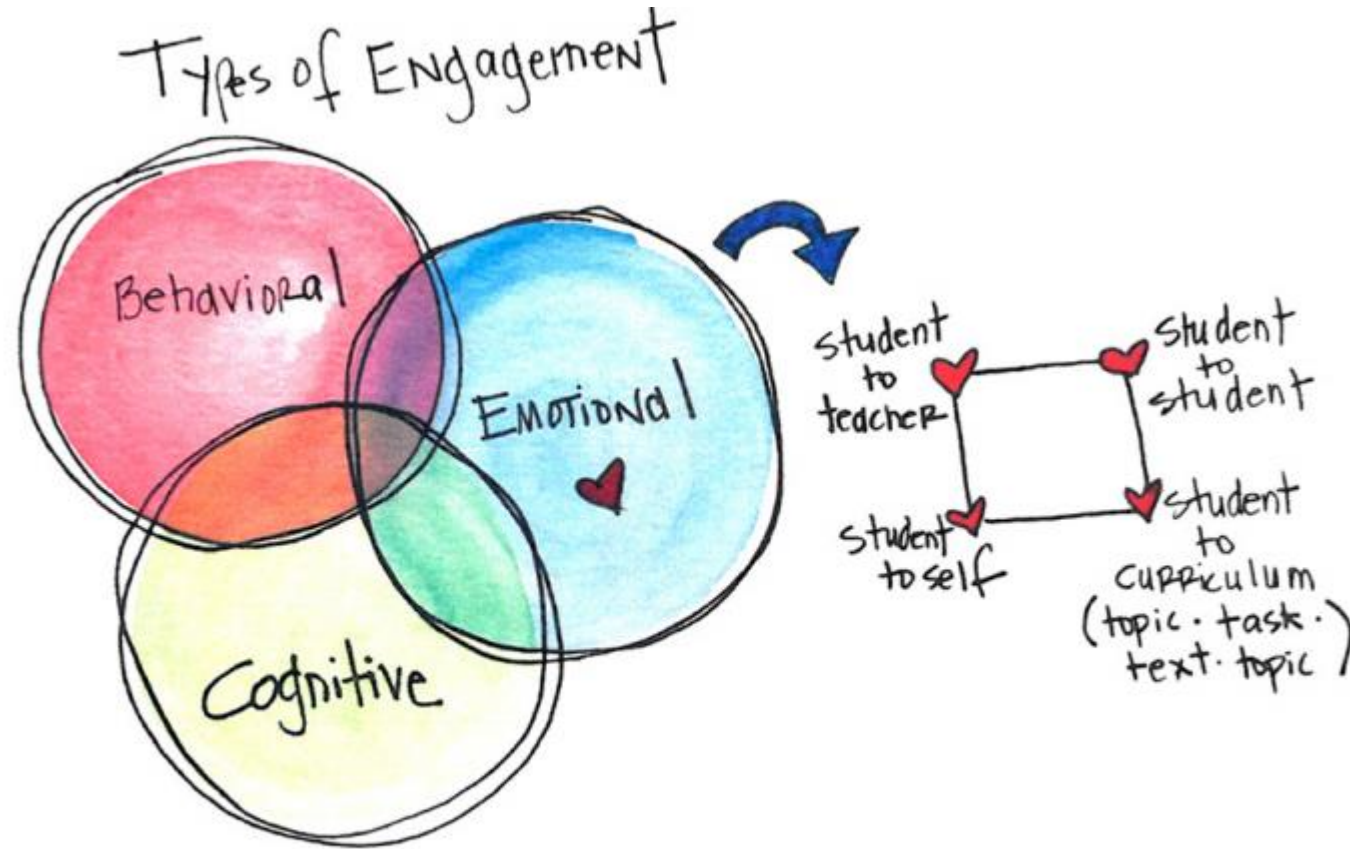 Types of Engagement
Behavioral
Emotional
Cognitive
student
to
teacher
student
to
student
student
to self
student
to
curriculum
(topic · task ·
text · topic)